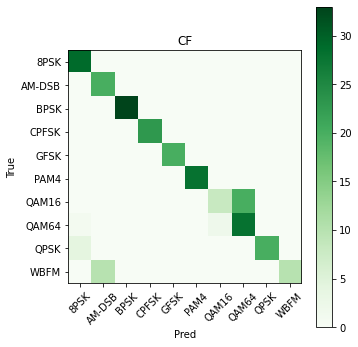 CF
8PSK
AM-DSB
BPSK
CPFSK
GFSK
PAM4
QAM16
QAM64
QPSK
WBFM
True
8PSK
AM-DSB
BPSK
CPFSK
GFSK
PAM4
QAM16
QAM64
QPSK
WBFM
Pred
30
25
20
15
10
5
0